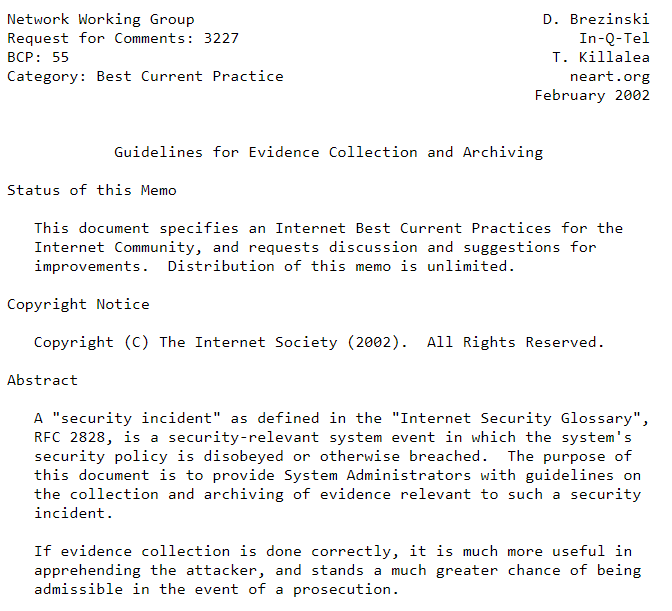 Network Working Group                                      D. Brezinski
Request for Comments: 3227                                     In-Q-Tel
BCP: 55                                                     T. Killalea
Category: Best Current Practice                               neart.org
                                                          February 2002
            Guidelines for Evidence Collection and Archiving
Status of this Memo
   This document specifies an Internet Best Current Practices for the
   Internet Community, and requests discussion and suggestions for
   improvements.  Distribution of this memo is unlimited.
Copyright Notice
   Copyright (C) The Internet Society (2002).  All Rights Reserved.
Abstract
   A "security incident" as defined in the "Internet Security Glossary",
   RFC 2828, is a security-relevant system event in which the system's
   security policy is disobeyed or otherwise breached.  The purpose of
   this document is to provide System Administrators with guidelines on
   the collection and archiving of evidence relevant to such a security
   incident.
   If evidence collection is done correctly, it is much more useful in
   apprehending the attacker, and stands a much greater chance of being
   admissible in the event of a prosecution.